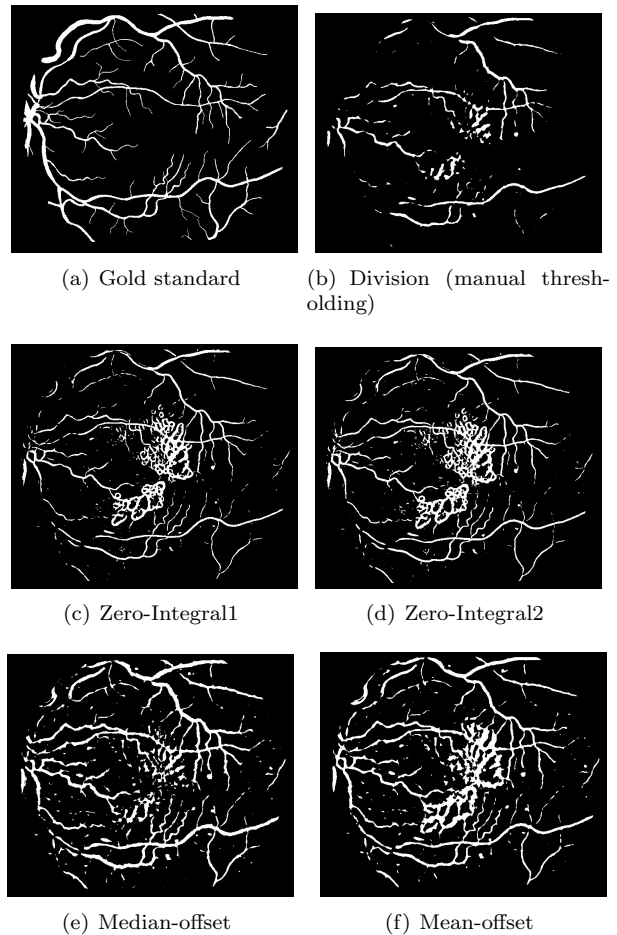 (a) Gold standard
(b) Division (manual thresh-
olding)
(c) Zero-Integral1
(d) Zero-Integral2
(e) Median-offset
(f) Mean-offset